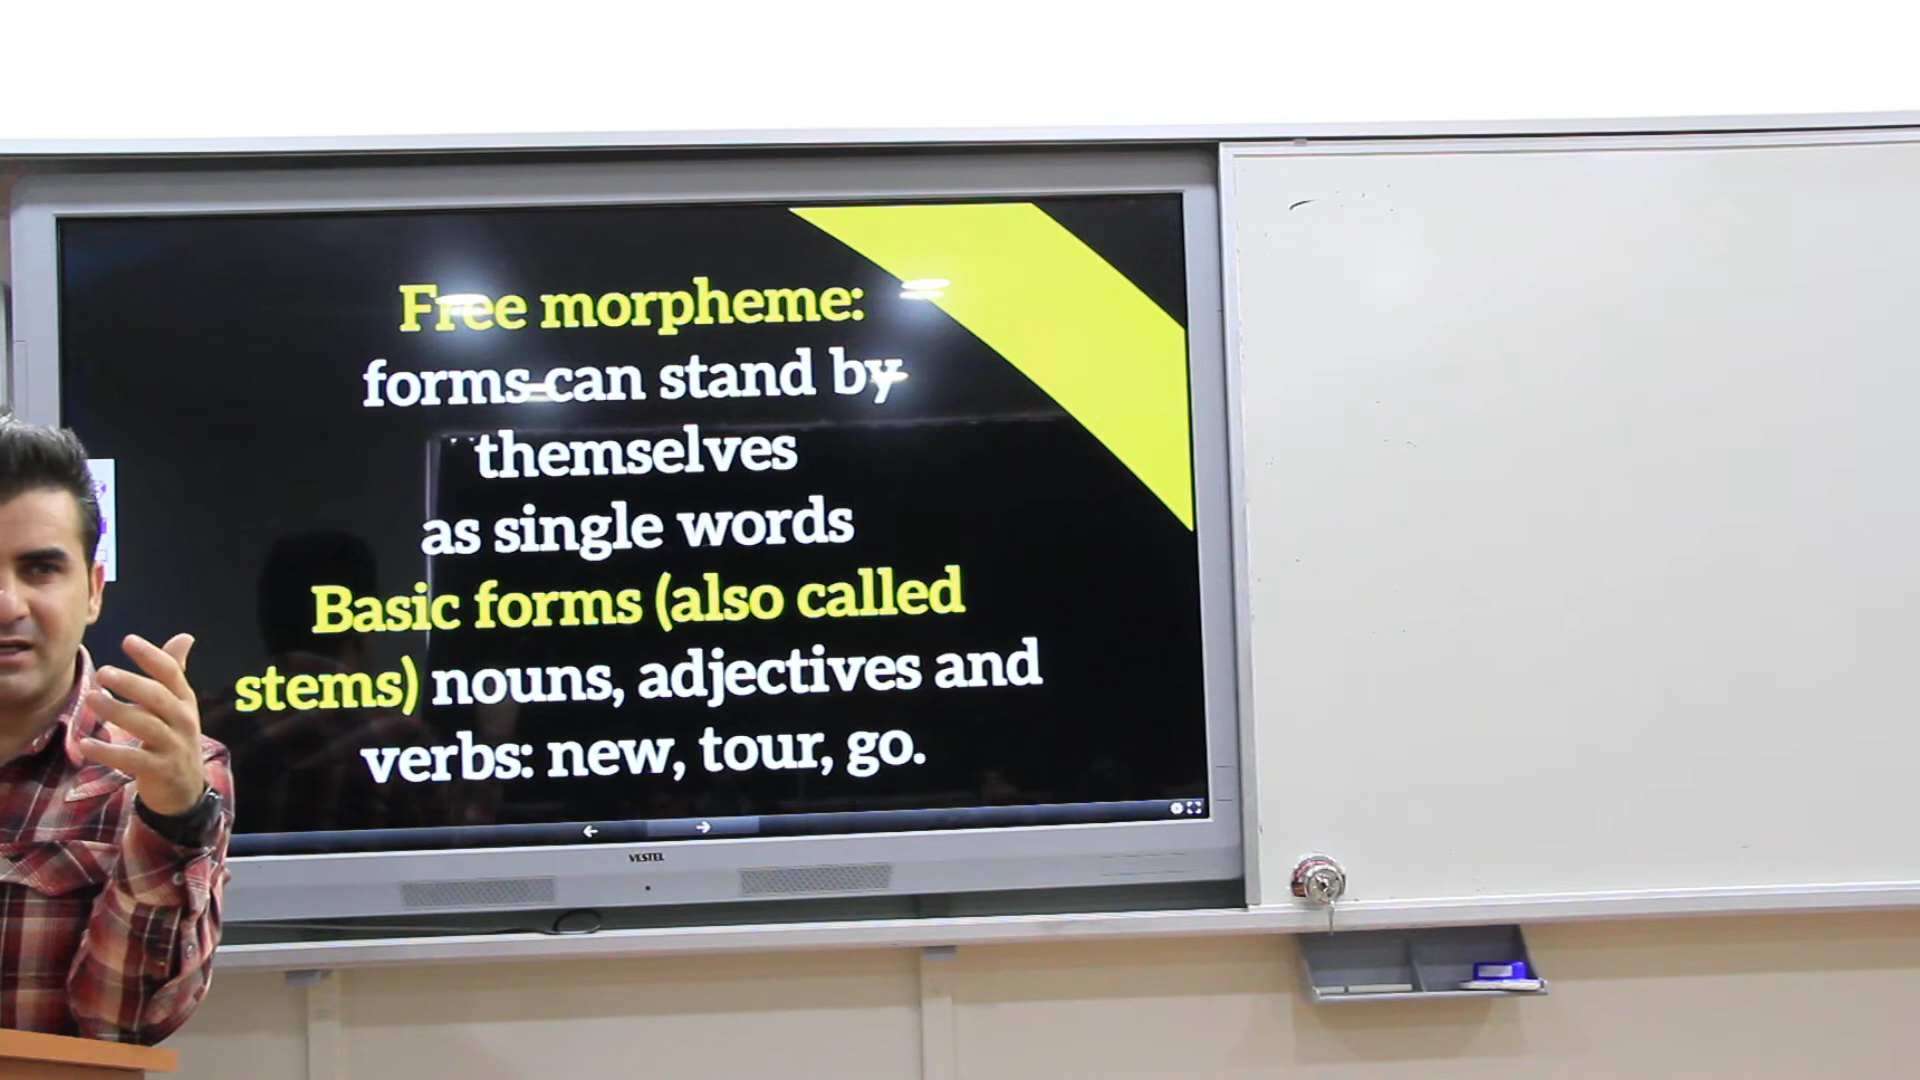 Free morpheme:
forms can stand by
themselves
as single words
Basic forms (also called
stems) nouns, adjectives and
verbs: new, tour, go.
VESTEL